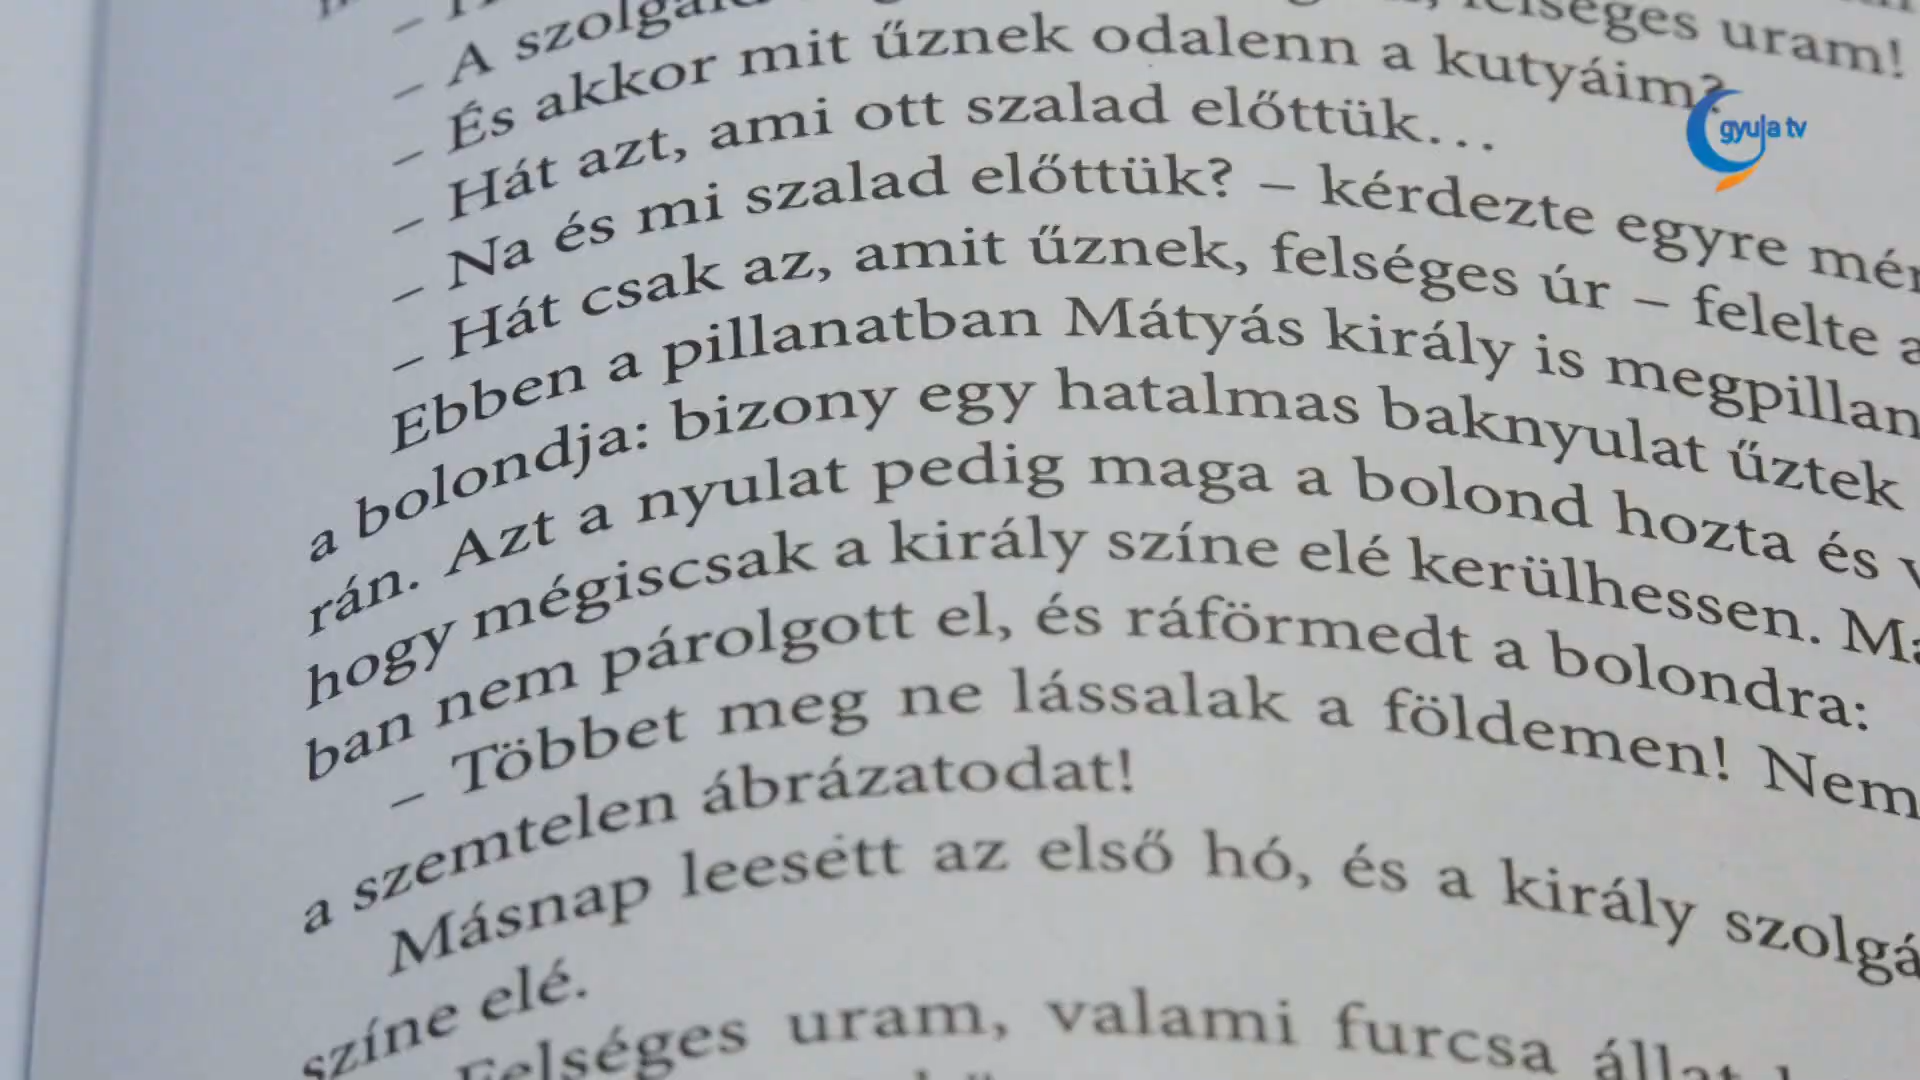 – A
felséges uram!
– És akkor mit űznek odalenn a kutyáim?
– Hát azt, ami ott szalad előttük…
– Na és mi szalad előttük? – kérdezte egyre
– Hát csak az, amit űznek, felséges úr – felelte a
Ebben a pillanatban Mátyás király is
a bolondja: bizony egy hatalmas baknyulat űztek
rán. Azt a nyulat pedig maga a bolond hozta és
hogy mégiscsak a király színe elé kerülhessen.
ban nem párolgott el, és ráförmedt a bolondra:
– Többet meg ne lássalak a földemen! Nem
a szemtelen ábrázatodat!
Másnap leesett az első hó, és a király
színe elé.
Felséges uram, valami furcsa állat
gyula tv